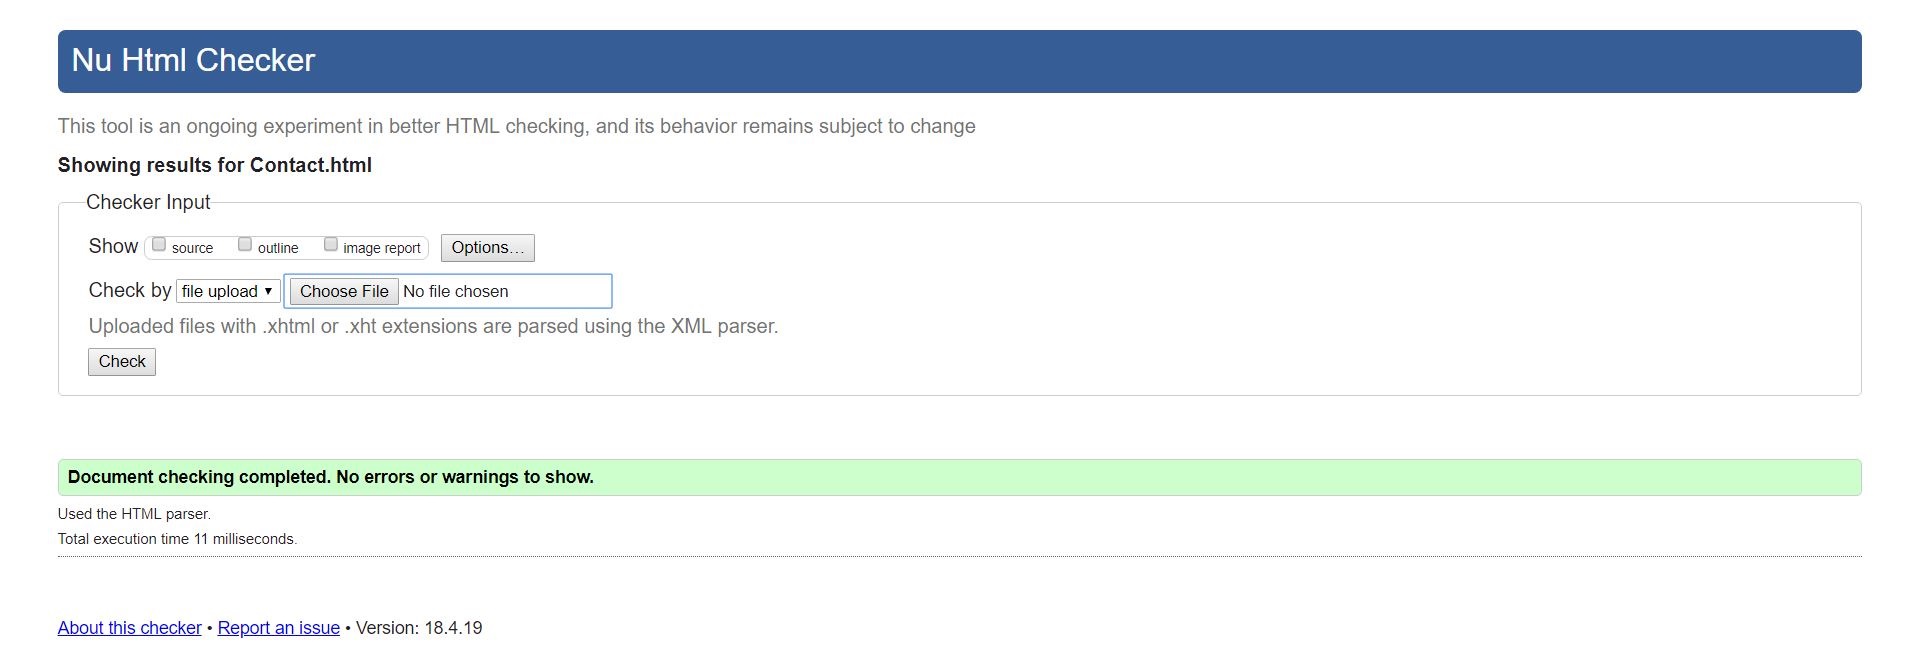 Nu Html Checker
This tool is an ongoing experiment in better HTML checking, and its behavior remains subject to change
Showing results for Contact.html
Checker Input
Show source outline image report Options...
Check by file upload Choose File No file chosen
Uploaded files with .xhtml or .xht extensions are parsed using the XML parser.
Check
Document checking completed. No errors or warnings to show.
Used the HTML parser.
Total execution time 11 milliseconds.
About this checker • Report an issue • Version: 18.4.19